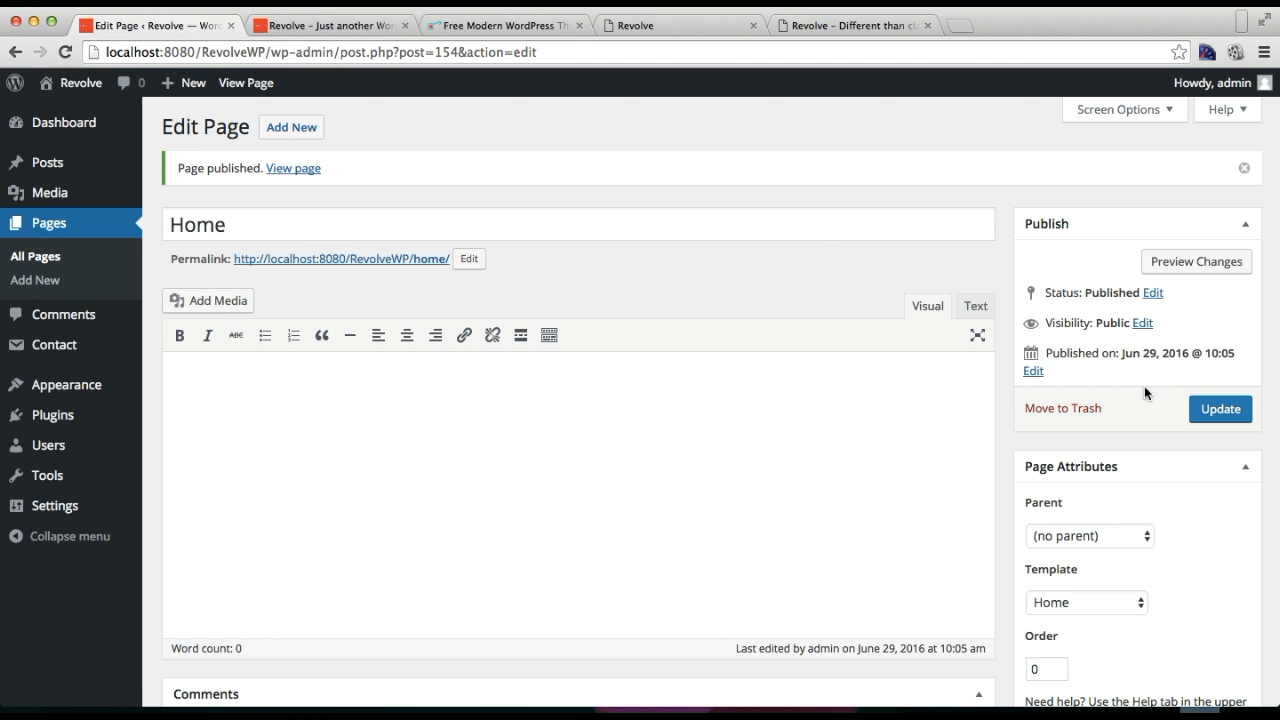 Edit Page ‹ Revolve — Wor
Revolve – Just another Wo
Free Modern WordPress Th
Revolve
Revolve – Different than cl
localhost:8080/RevolveWP/wp-admin/post.php?post=154&action=edit
Revolve
0
New
View Page
Howdy, admin
Dashboard
Posts
Media
Pages
All Pages
Add New
Comments
Contact
Appearance
Plugins
Users
Tools
Settings
Collapse menu
Screen Options
Help
Edit Page
Add New
Page published. View page
Home
Permalink: http://localhost:8080/RevolveWP/home/ Edit
Add Media
Visual
Text
B I ABC
Word count: 0
Last edited by admin on June 29, 2016 at 10:05 am
Comments
Publish
Preview Changes
Status: Published Edit
Visibility: Public Edit
Published on: Jun 29, 2016 @ 10:05
Edit
Move to Trash
Update
Page Attributes
Parent
(no parent)
Template
Home
Order
0
Need help? Use the Help tab in the upper